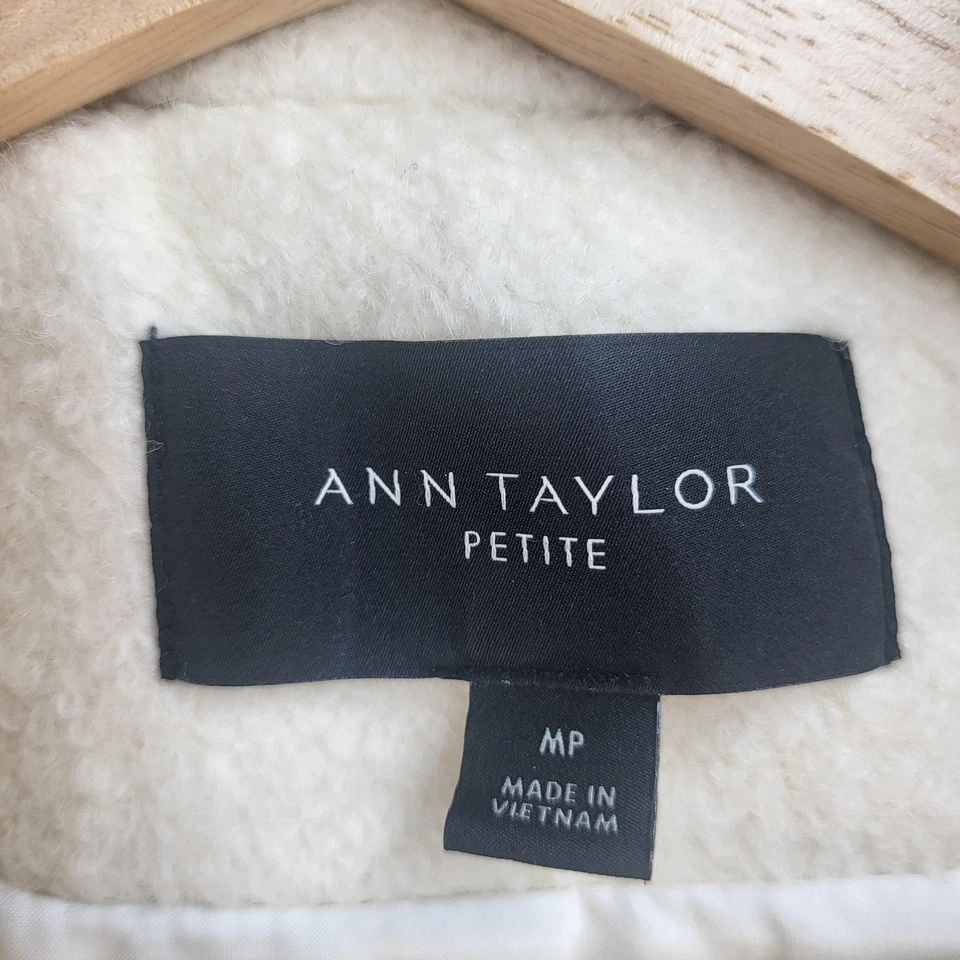 ANN TAYLOR
PETITE
MP
MADE IN
VIETNAM